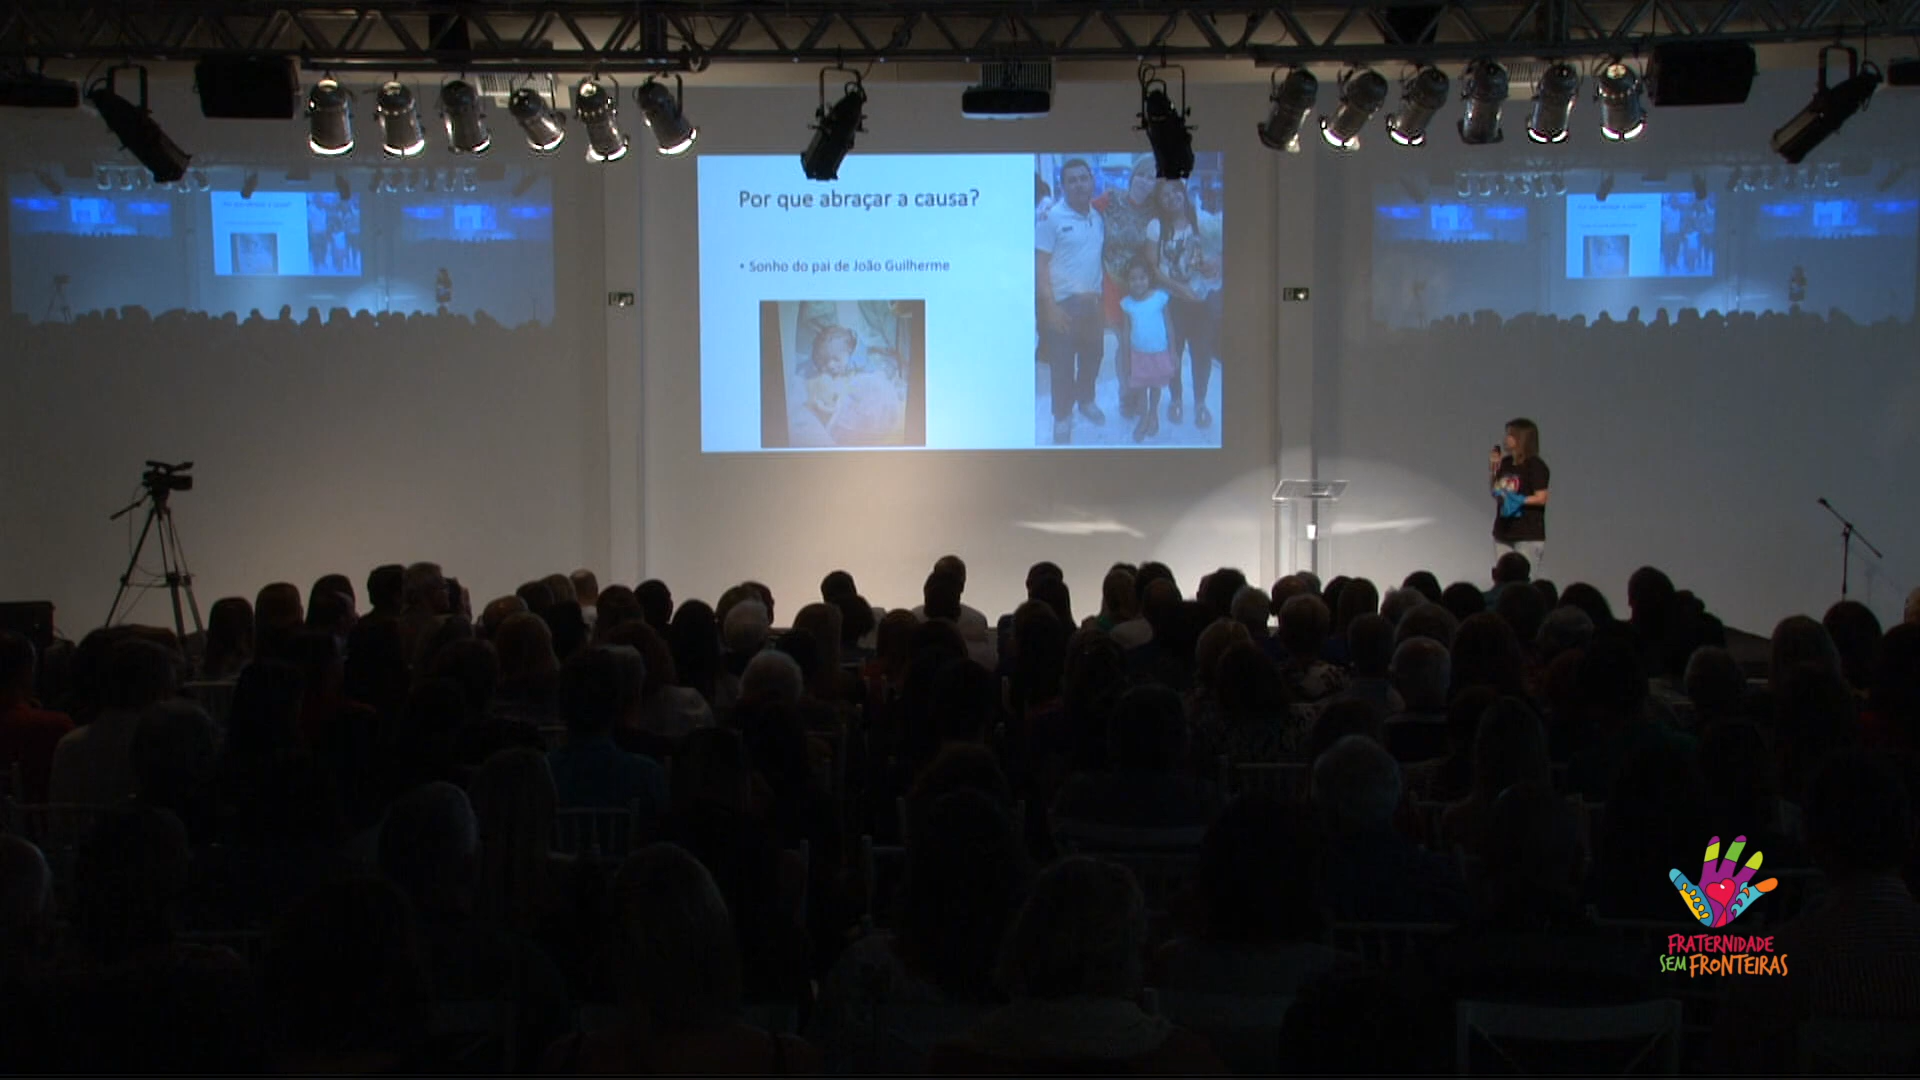 Por que abraçar a causa?
• Sonho do pai de João Guilherme
FRATERNIDADE
SEM FRONTEIRAS